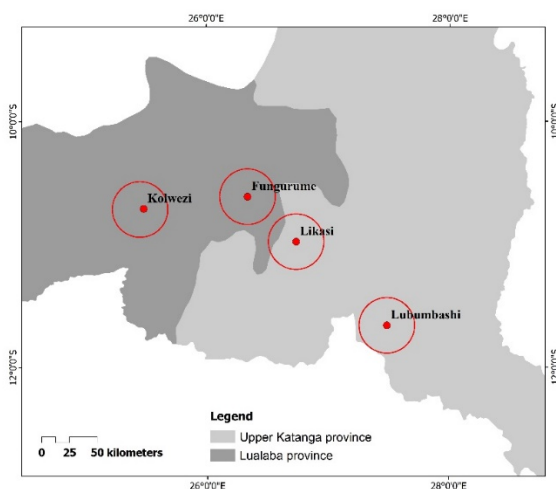 26°0'0"E
28°0'0"E
10°0'0"S
10°0'0"S
Fungurume
Kolwezi
Likasi
Lubumbashi
12°0'0"S
12°0'0"S
Legend
Upper Katanga province
Lualaba province
0 25 50 kilometers
26°0'0"E
28°0'0"E